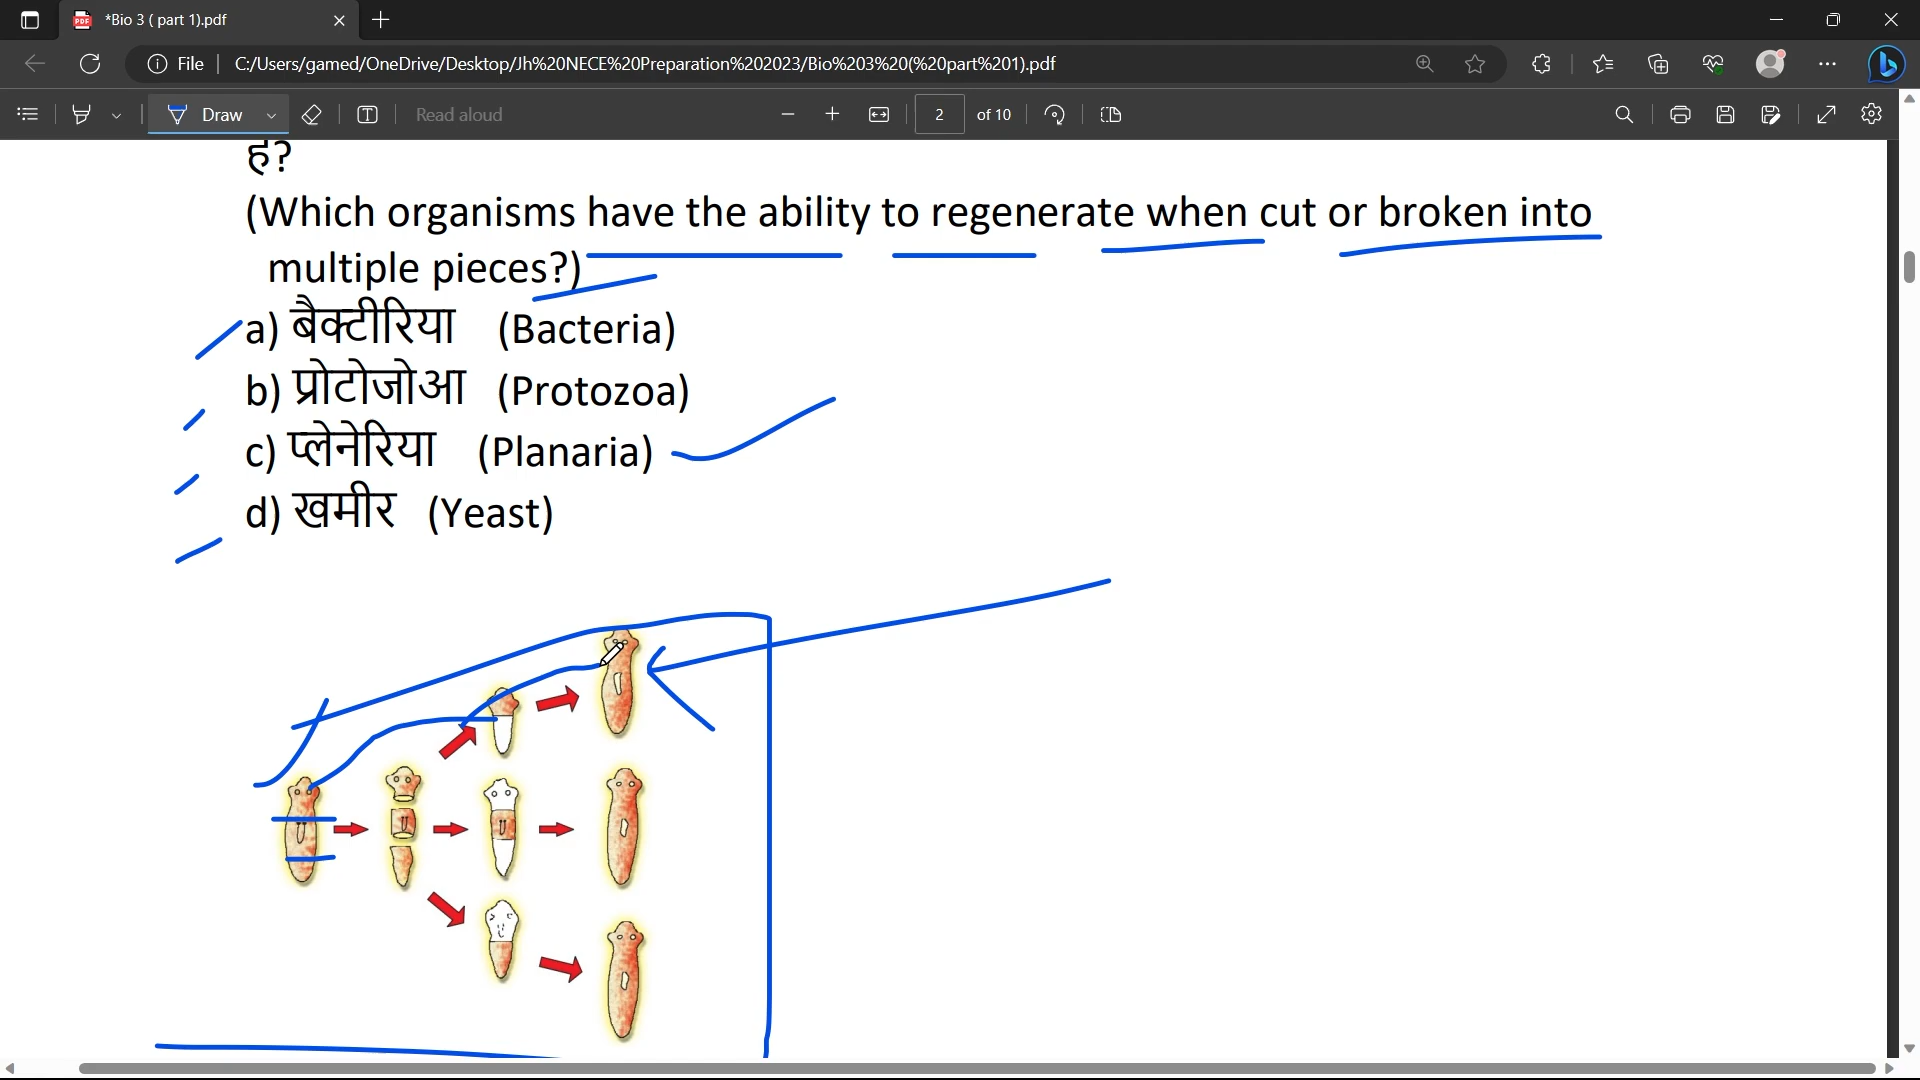 *Bio 3 ( part 1).pdf
File
C:/Users/gamed/OneDrive/Desktop/Jh%20NECE%20Preparation%202023/Bio%203%20(%20part%201).pdf
Draw
Read aloud
2 of 10
है?
(Which organisms have the ability to regenerate when cut or broken into
multiple pieces?)
a) बैक्टीरिया (Bacteria)
b) प्रोटोजोआ (Protozoa)
c) प्लेनेरिया (Planaria)
d) खमीर (Yeast)